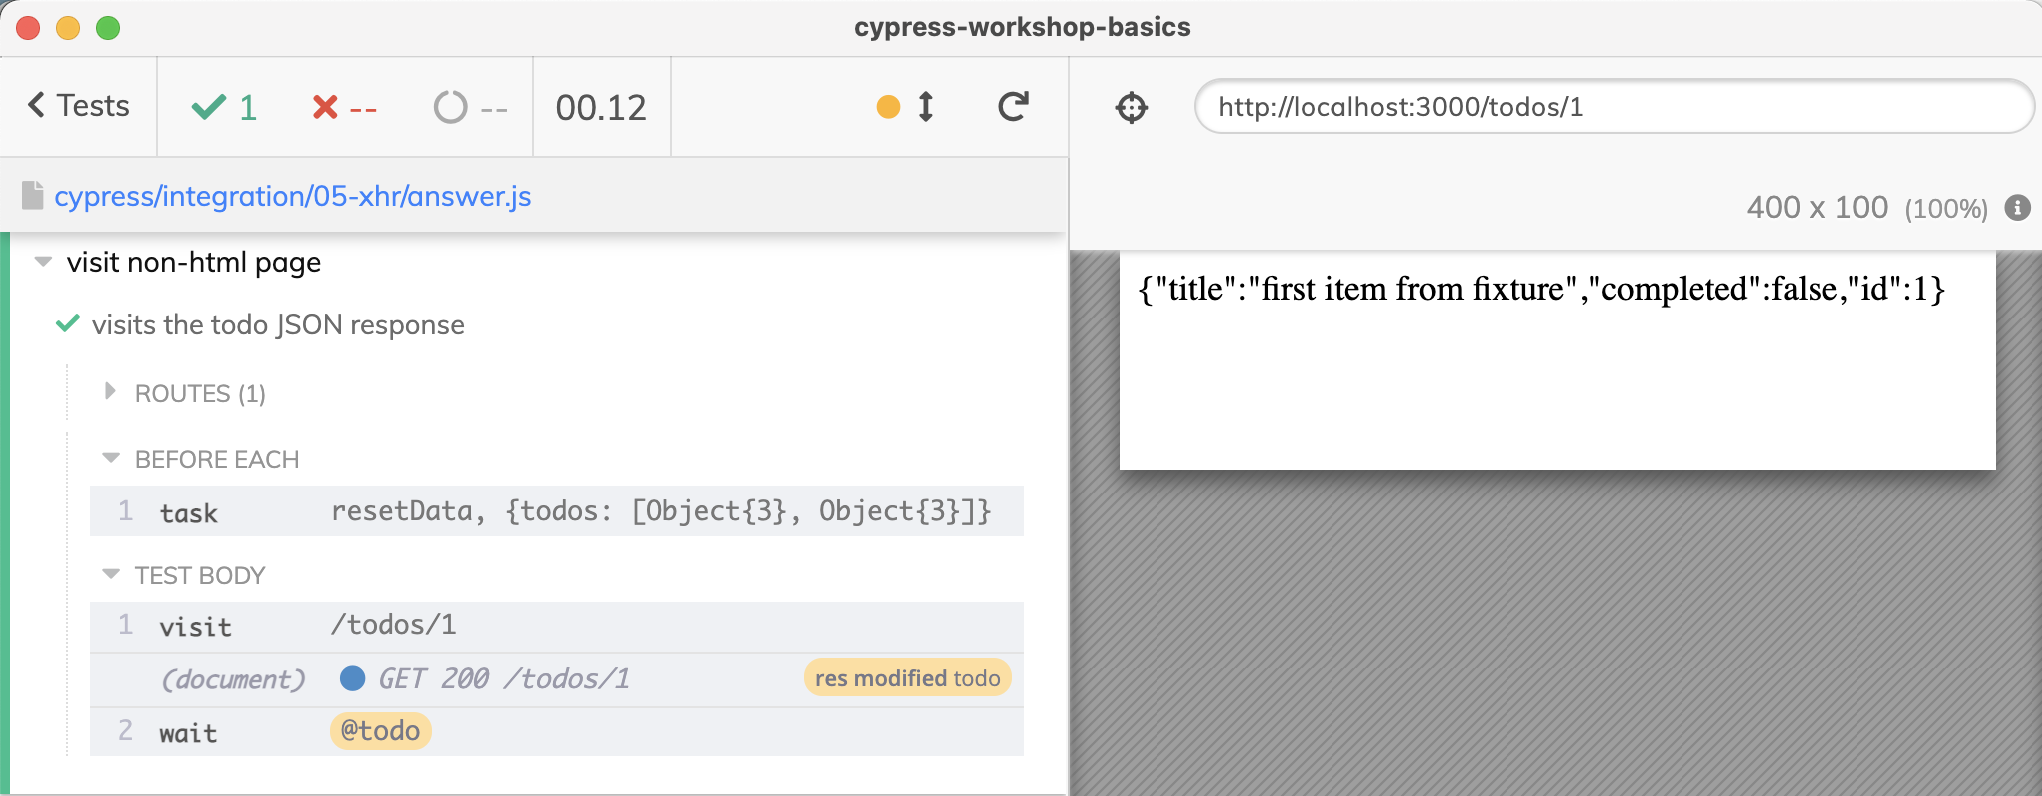 cypress-workshop-basics
Tests 1 -- -- 00.12
http://localhost:3000/todos/1
cypress/integration/05-xhr/answer.js
400 x 100 (100%)
visit non-html page
{"title":"first item from fixture","completed":false,"id":1}
visits the todo JSON response
ROUTES (1)
BEFORE EACH
1 task resetData, {todos: [Object{3}, Object{3}]}
TEST BODY
1 visit /todos/1
(document) GET 200 /todos/1 res modified todo
2 wait @todo